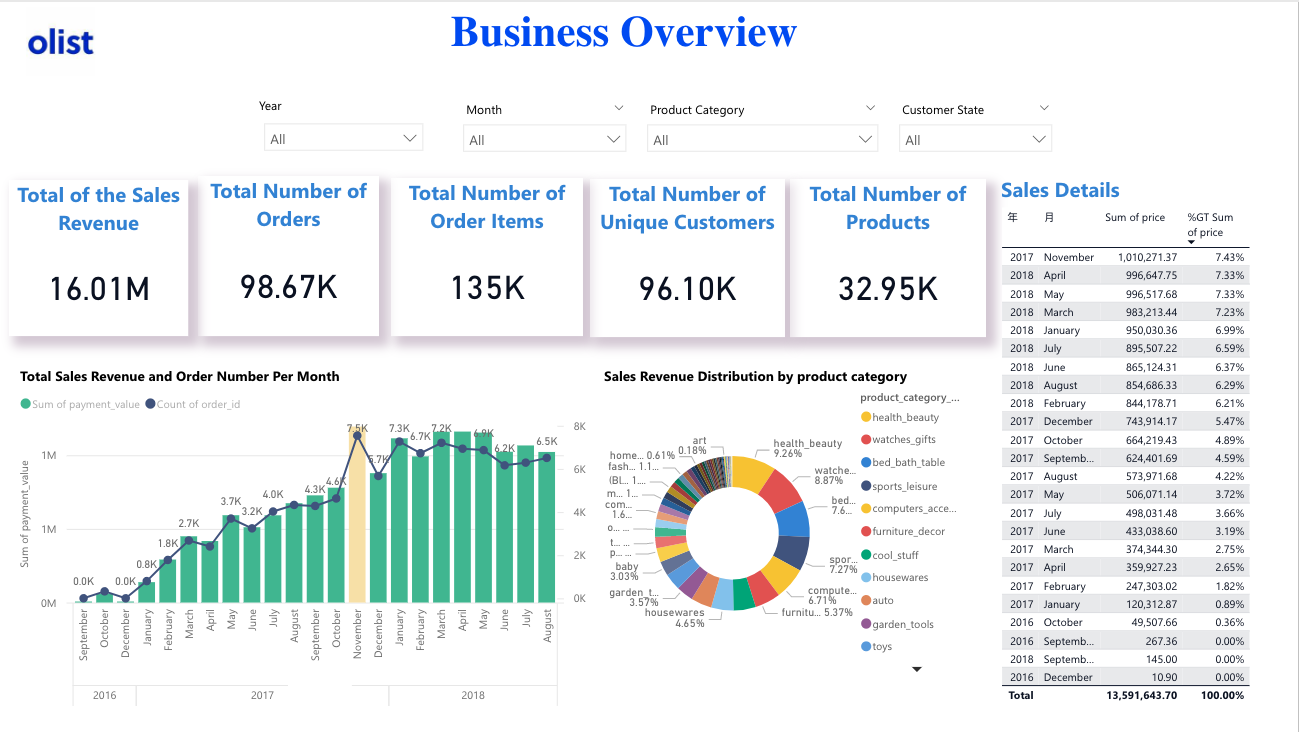 olist
Business Overview
Year
Month
Product Category
Customer State
All
All
All
All
Total of the Sales
Revenue
16.01M
Total Number of
Orders
98.67K
Total Number of
Order Items
135K
Total Number of
Unique Customers
96.10K
Total Number of
Products
32.95K
Sales Details
年 月 Sum of price %GT Sum
of price
2017 November 1,010,271.37 7.43%
2018 April 996,647.75 7.33%
2018 May 996,517.68 7.33%
2018 March 983,213.44 7.23%
2018 January 950,030.36 6.99%
2018 July 895,507.22 6.59%
2018 June 865,124.31 6.37%
2018 August 854,686.33 6.29%
2018 February 844,178.71 6.21%
2017 December 743,914.17 5.47%
2017 October 664,219.43 4.89%
2017 Septemb... 624,401.69 4.59%
2017 August 573,971.68 4.22%
2017 May 506,071.14 3.72%
2017 July 498,031.48 3.66%
2017 June 433,038.60 3.19%
2017 March 374,344.30 2.75%
2017 April 359,927.23 2.65%
2017 February 247,303.02 1.82%
2017 January 120,312.87 0.89%
2016 October 49,507.66 0.36%
2016 Septemb... 267.36 0.00%
2018 Septemb... 145.00 0.00%
2016 December 10.90 0.00%
Total 13,591,643.70 100.00%
Total Sales Revenue and Order Number Per Month
Sum of payment_value Count of order_id
Sum of payment_value
1M
1M
0M
8K
6K
4K
2K
0K
0.0K
0.0K
0.8K
1.8K
2.7K
3.7K
3.2K
4.0K
4.3K
4.6K
7.5K
5.7K
7.3K
6.7K
7.2K
6.9K
6.2K
6.5K
September
October
December
January
February
March
April
May
June
July
August
September
October
November
December
January
February
March
April
May
June
July
August
2016
2017
2018
Sales Revenue Distribution by product category
art
0.18%
home... 0.61%
fash... 1.1...
(BL... 1....
m... 1...
com...
1.6...
o... ...
t... ...
p... ...
baby
3.03%
garden_t...
3.57%
housewares
4.65%
furnitu... 5.37%
compute...
6.71%
spor...
7.27%
bed...
7.6...
watche...
8.87%
health_beauty
9.26%
product_category_...
health_beauty
watches_gifts
bed_bath_table
sports_leisure
computers_acce...
furniture_decor
cool_stuff
housewares
auto
garden_tools
toys